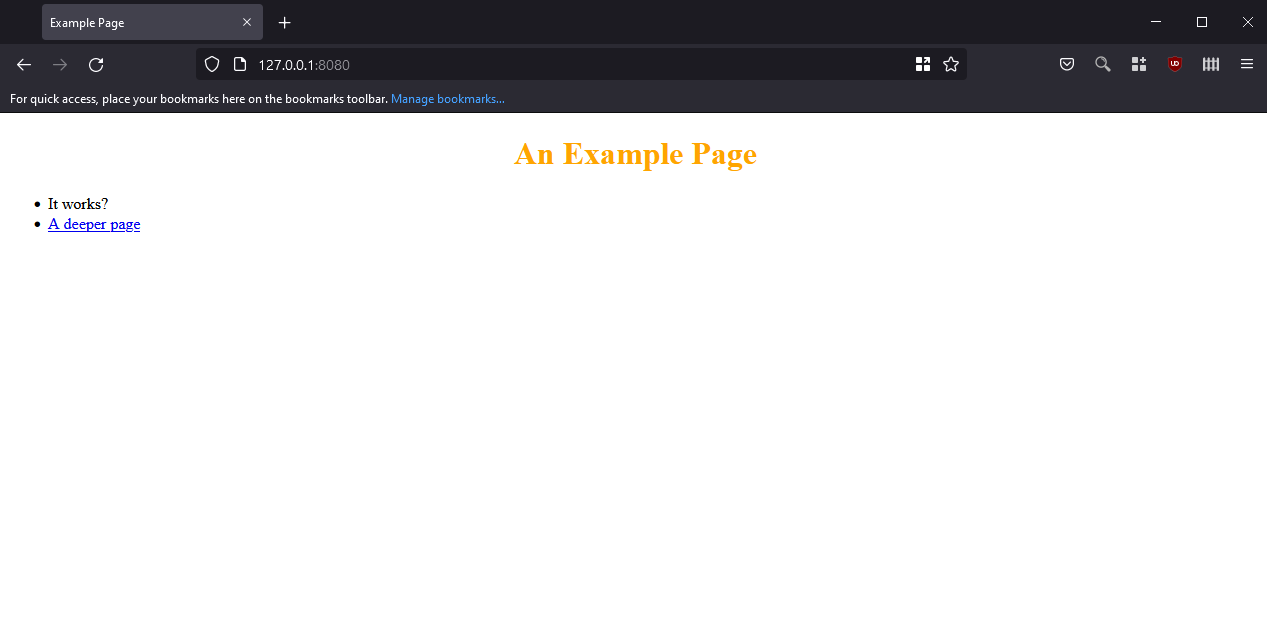 Example Page
127.0.0.1:8080
For quick access, place your bookmarks here on the bookmarks toolbar. Manage bookmarks...
An Example Page
It works?
A deeper page